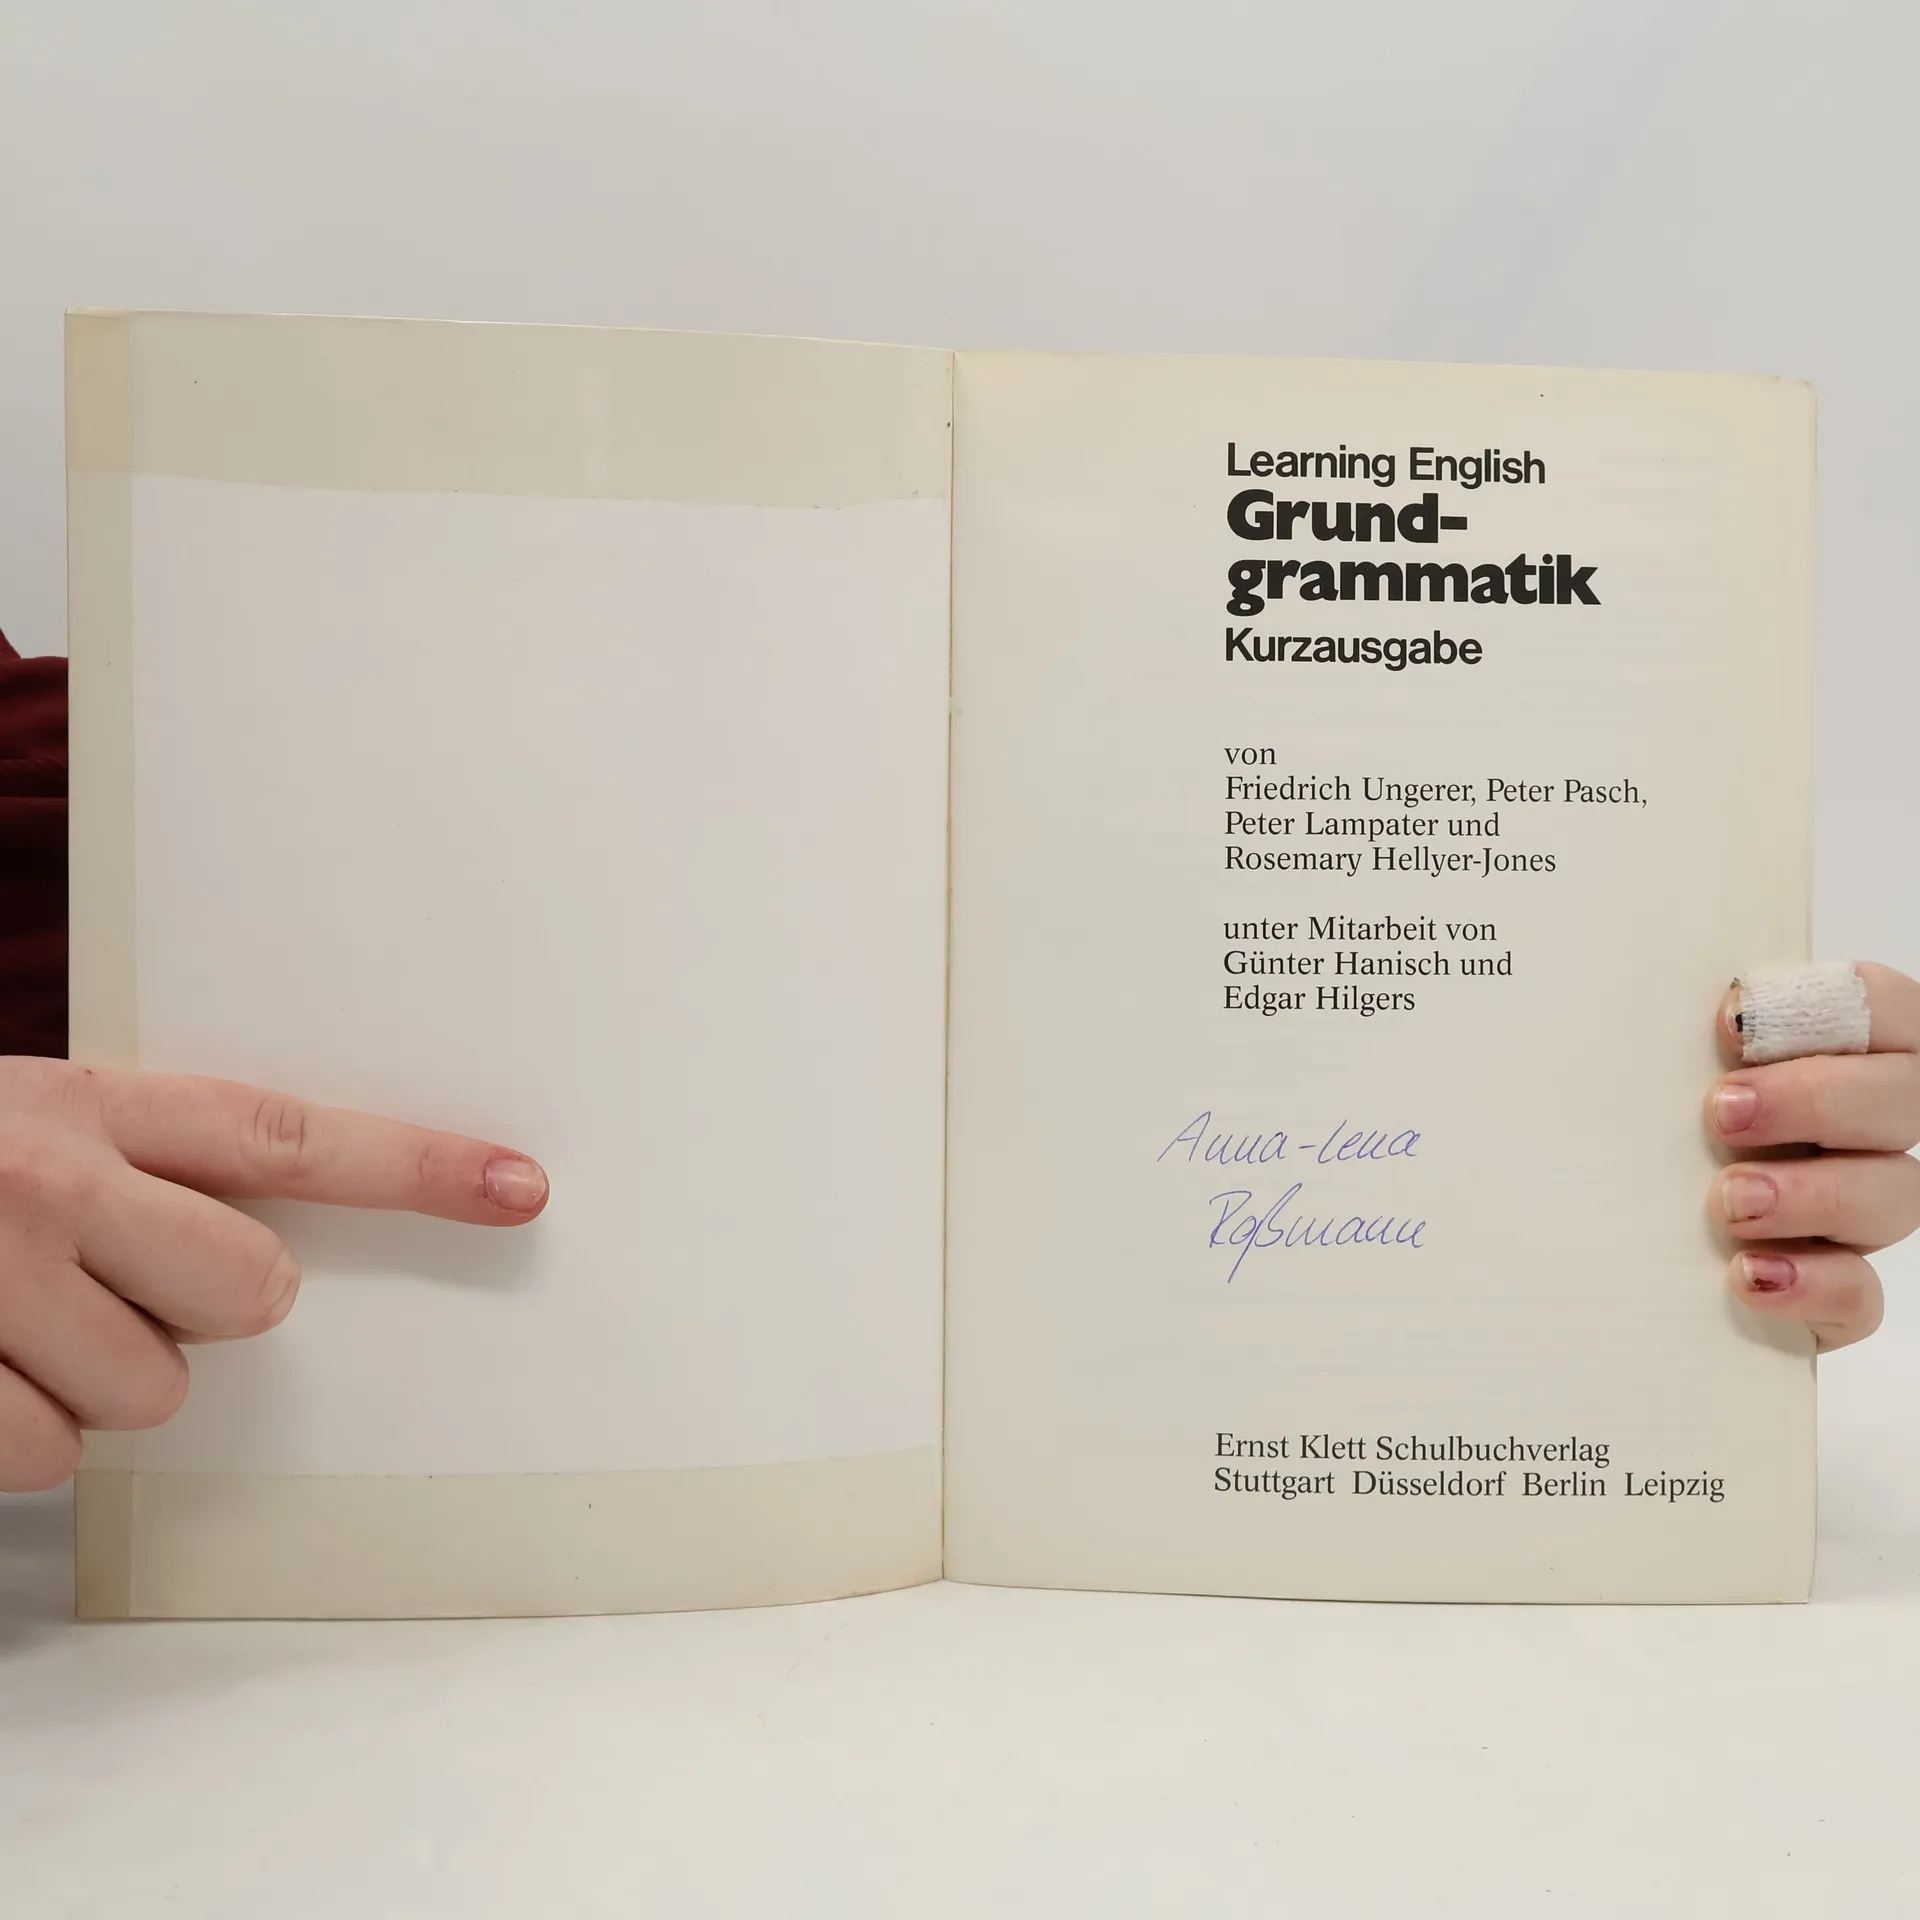 Learning English
Grund-
grammatik
Kurzausgabe
von
Friedrich Ungerer, Peter Pasch,
Peter Lampater und
Rosemary Hellyer-Jones
unter Mitarbeit von
Günter Hanisch und
Edgar Hilgers
Anna-Lena
Roßmann
Ernst Klett Schulbuchverlag
Stuttgart Düsseldorf Berlin Leipzig